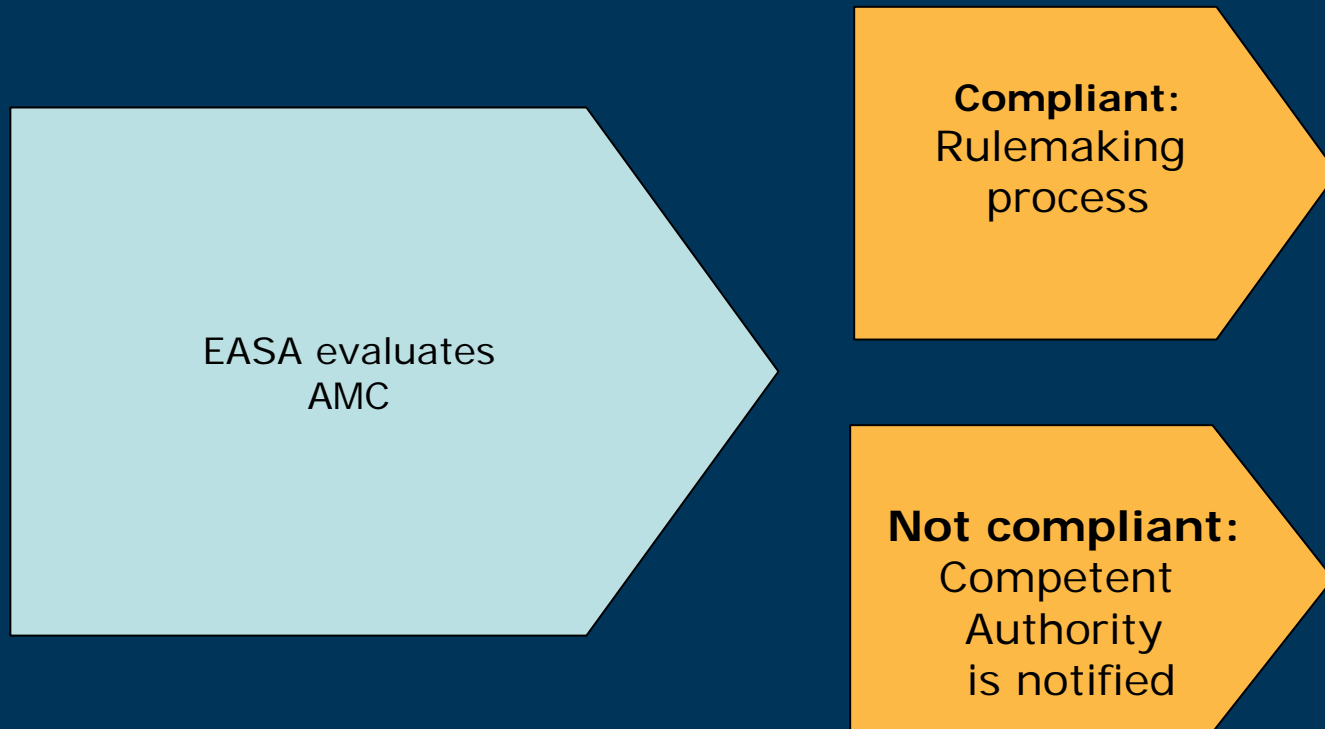 EASA evaluates
AMC
Compliant:
Rulemaking
process
Not compliant:
Competent
Authority
is notified